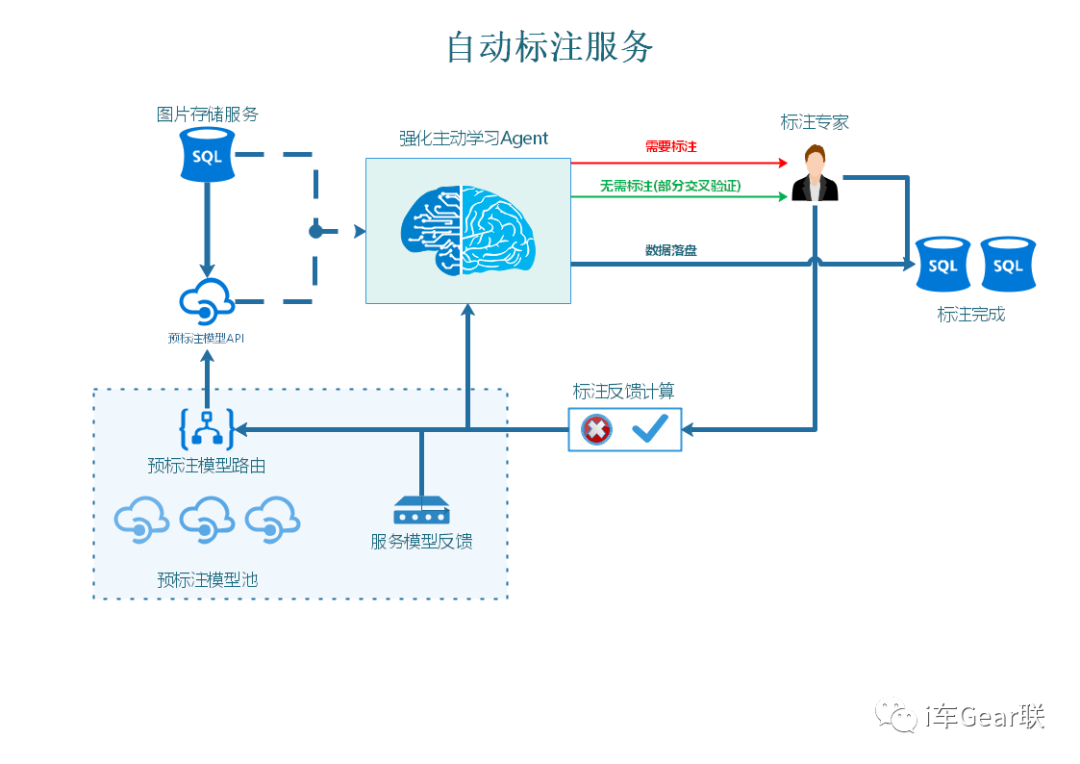 自动标注服务
图片存储服务
SQL
强化主动学习Agent
需要标注
标注专家
无需标注(部分交叉验证)
数据落盘
SQL
SQL
标注完成
预标注模型API
标注反馈计算
预标注模型路由
服务模型反馈
预标注模型池
i车Gear联